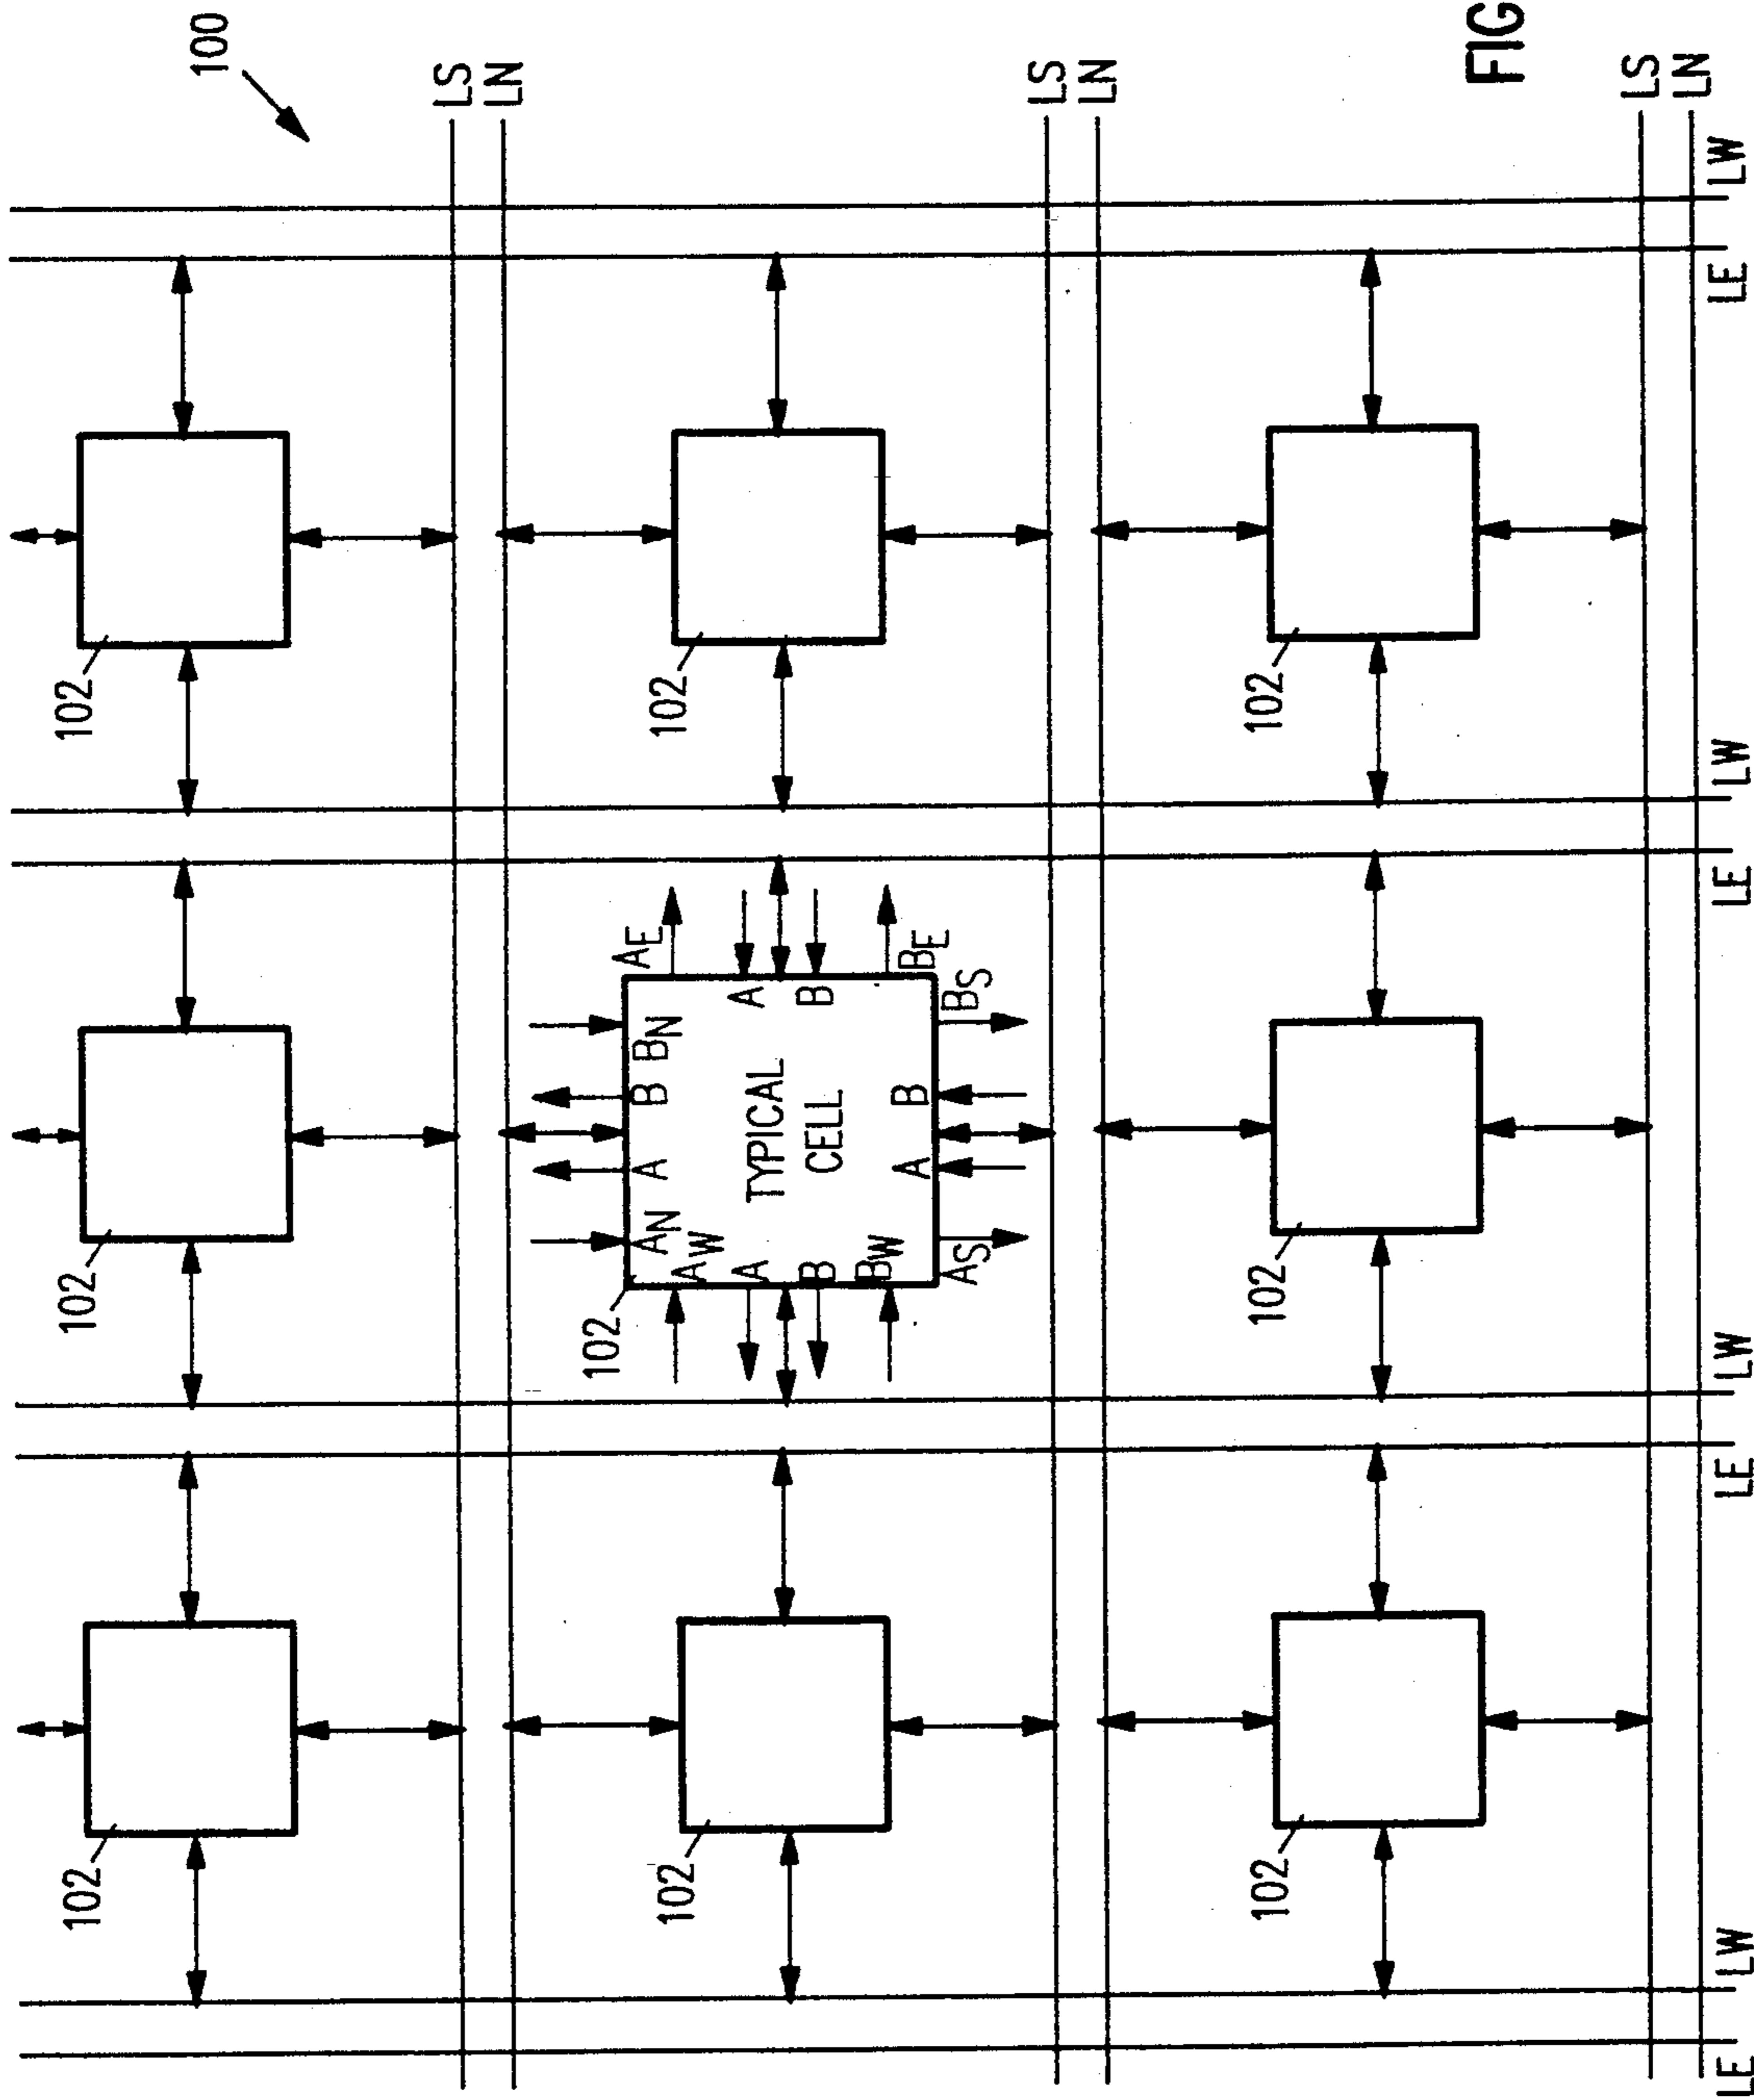 100
102
102
102
LS
LN
102
102
102
AN A B BN AE
AW
A TYPICAL A
B CELL B
BW A B BE
AS BS
LS
LN
102
102
102
FIG
LS
LN
LE LW LE LW LE LW LE LW